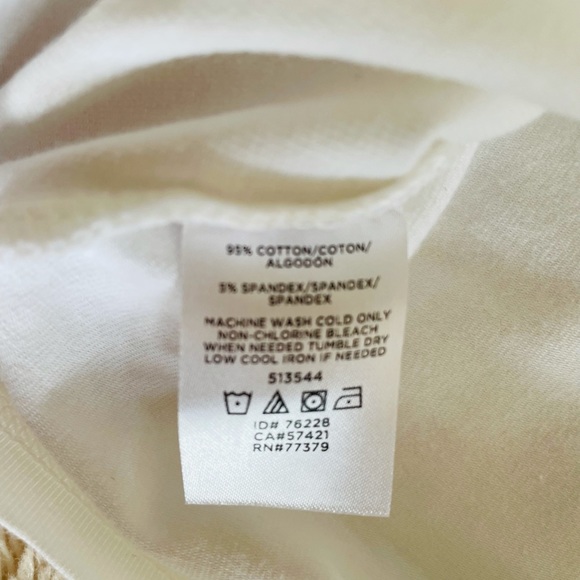 95% COTTON/COTON/
ALGODÓN
5% SPANDEX/SPANDEX/
SPANDEX
MACHINE WASH COLD ONLY
NON-CHLORINE BLEACH
WHEN NEEDED TUMBLE DRY
LOW COOL IRON IF NEEDED
513544
ID# 76228
CA#57421
RN#77379